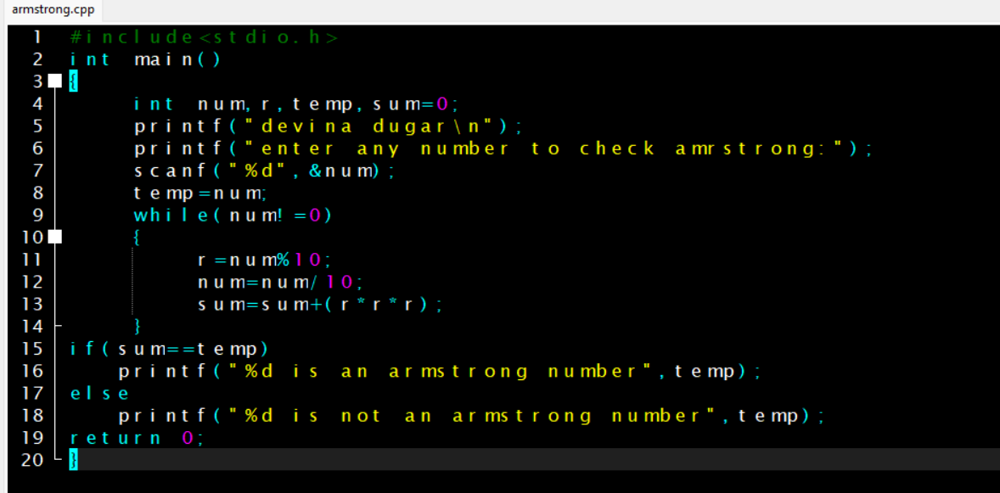 armstrong.cpp
1 #include<stdio.h>
2 int main()
3 {
4 int num,r,temp,sum=0;
5 printf("devina dugar\n");
6 printf("enter any number to check amrstrong:");
7 scanf("%d",&num);
8 temp=num;
9 while(num!=0)
10 {
11 r=num%10;
12 num=num/10;
13 sum=sum+(r*r*r);
14 }
15 if(sum==temp)
16 printf("%d is an armstrong number",temp);
17 else
18 printf("%d is not an armstrong number",temp);
19 return 0;
20 }